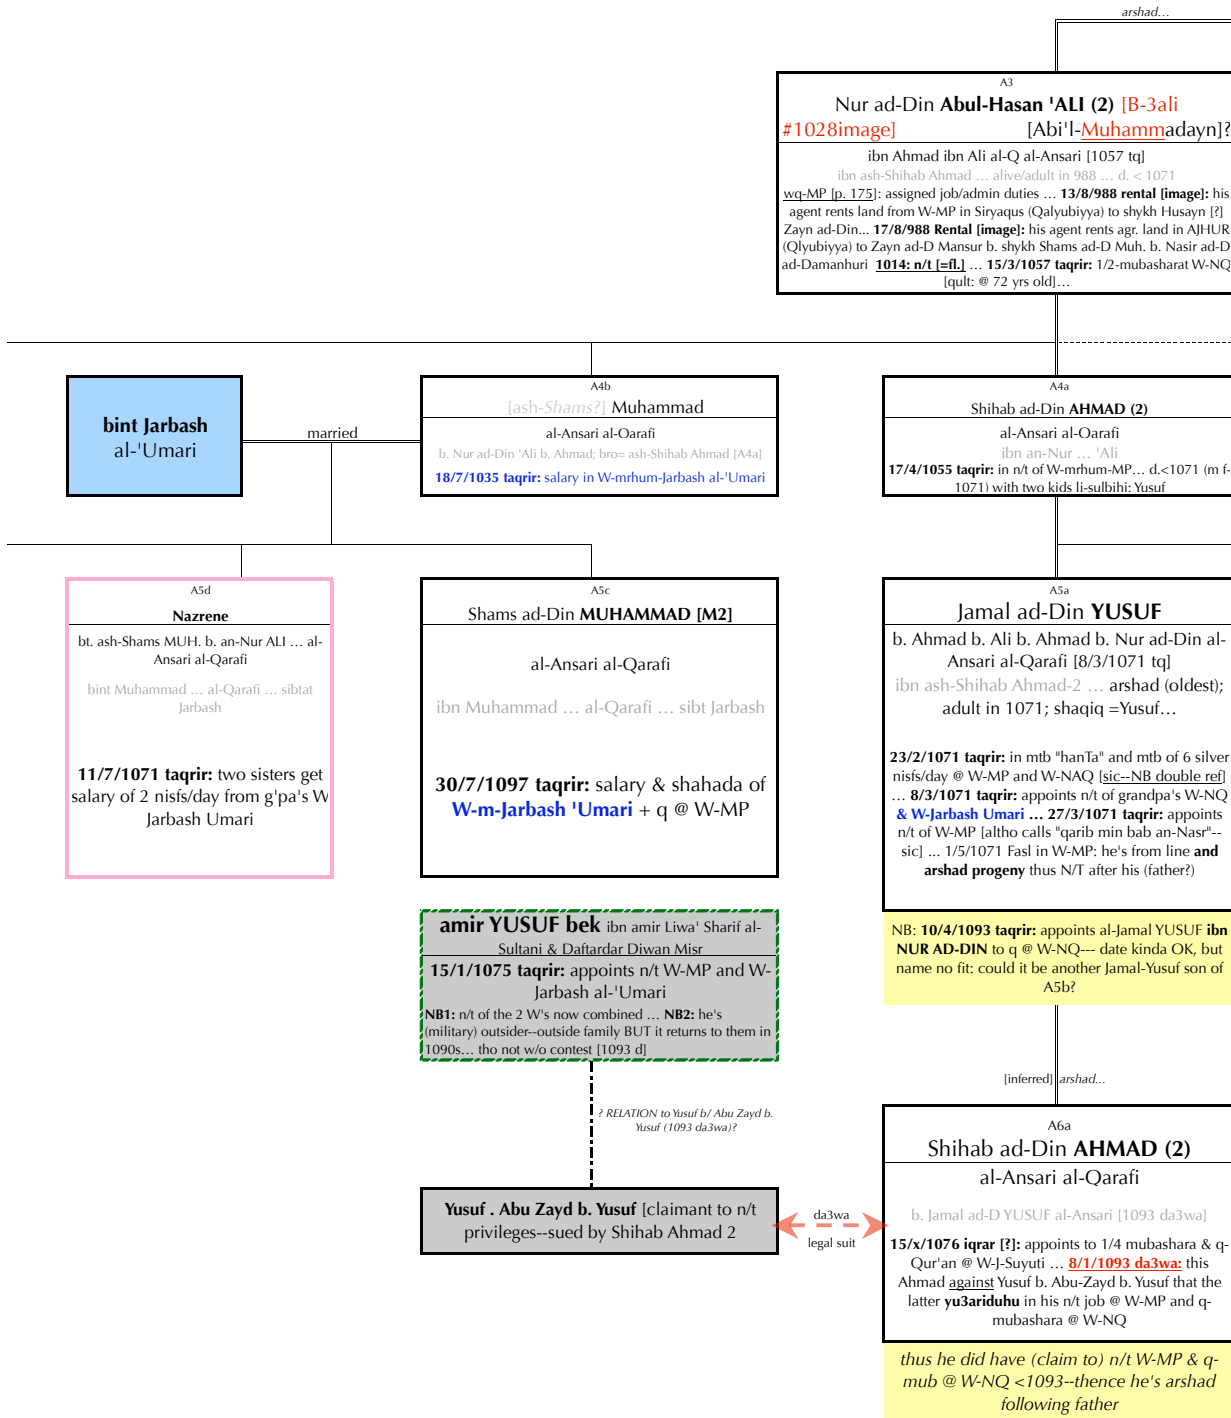 arshad...
A3
Nur ad-Din Abul-Hasan 'ALI (2) [B-3ali
#1028image] [Abi'l-Muhammadayn]?
ibn Ahmad ibn Ali al-Q al-Ansari [1057 tq]
ibn ash-Shihab Ahmad ... alive/adult in 988 ... d. < 1071
wq-MP [p. 175]: assigned job/admin duties ... 13/8/988 rental [image]: his
agent rents land from W-MP in Siryaqus (Qalyubiyya) to shykh Husayn [?]
Zayn ad-Din... 17/8/988 Rental [image]: his agent rents agr. land in AJHUR
(Qlyubiyya) to Zayn ad-D Mansur b. shykh Shams ad-D Muh. b. Nasir ad-D
ad-Damanhuri 1014: n/t [=fl.] ... 15/3/1057 taqrir: 1/2-mubasharat W-NQ
[qult: @ 72 yrs old]...
bint Jarbash
al-'Umari
married
A4b
[ash-Shams?] Muhammad
al-Ansari al-Qarafi
b. Nur ad-Din 'Ali b. Ahmad; bro= ash-Shihab Ahmad [A4a]
18/7/1035 taqrir: salary in W-mrhum-Jarbash al-'Umari
A4a
Shihab ad-Din AHMAD (2)
al-Ansari al-Qarafi
ibn an-Nur ... 'Ali
17/4/1055 taqrir: in n/t of W-mrhum-MP... d.<1071 (m f-
1071) with two kids li-sulbihi: Yusuf
A5d
Nazrene
bt. ash-Shams MUH. b. an-Nur ALI ... al-
Ansari al-Qarafi
bint Muhammad ... al-Qarafi ... sibtat
Jarbash
11/7/1071 taqrir: two sisters get
salary of 2 nisfs/day from g'pa's W
Jarbash Umari
A5c
Shams ad-Din MUHAMMAD [M2]
al-Ansari al-Qarafi
ibn Muhammad ... al-Qarafi ... sibt Jarbash
30/7/1097 taqrir: salary & shahada of
W-m-Jarbash 'Umari + q @ W-MP
A5a
Jamal ad-Din YUSUF
b. Ahmad b. Ali b. Ahmad b. Nur ad-Din al-
Ansari al-Qarafi [8/3/1071 tq]
ibn ash-Shihab Ahmad-2 ... arshad (oldest);
adult in 1071; shaqiq =Yusuf...
23/2/1071 taqrir: in mtb "hanTa" and mtb of 6 silver
nisfs/day @ W-MP and W-NAQ [sic--NB double ref]
... 8/3/1071 taqrir: appoints n/t of grandpa's W-NQ
& W-Jarbash Umari ... 27/3/1071 taqrir: appoints
n/t of W-MP [altho calls "qarib min bab an-Nasr"--
sic] ... 1/5/1071 Fasl in W-MP: he's from line and
arshad progeny thus N/T after his (father?)
amir YUSUF bek ibn amir Liwa' Sharif al-
Sultani & Daftardar Diwan Misr
15/1/1075 taqrir: appoints n/t W-MP and W-
Jarbash al-'Umari
NB1: n/t of the 2 W's now combined ... NB2: he's
(military) outsider--outside family BUT it returns to them in
1090s... tho not w/o contest [1093 d]
NB: 10/4/1093 taqrir: appoints al-Jamal YUSUF ibn
NUR AD-DIN to q @ W-NQ--- date kinda OK, but
name no fit: could it be another Jamal-Yusuf son of
A5b?
? RELATION to Yusuf b/ Abu Zayd b.
Yusuf (1093 da3wa)?
[inferred] arshad...
Yusuf . Abu Zayd b. Yusuf [claimant to n/t
privileges--sued by Shihab Ahmad 2
da3wa
legal suit
A6a
Shihab ad-Din AHMAD (2)
al-Ansari al-Qarafi
b. Jamal ad-D YUSUF al-Ansari [1093 da3wa]
15/x/1076 iqrar [?]: appoints to 1/4 mubashara & q-
Qur'an @ W-J-Suyuti ... 8/1/1093 da3wa: this
Ahmad against Yusuf b. Abu-Zayd b. Yusuf that the
latter yu3ariduhu in his n/t job @ W-MP and q-
mubashara @ W-NQ
thus he did have (claim to) n/t W-MP & q-
mub @ W-NQ <1093--thence he's arshad
following father